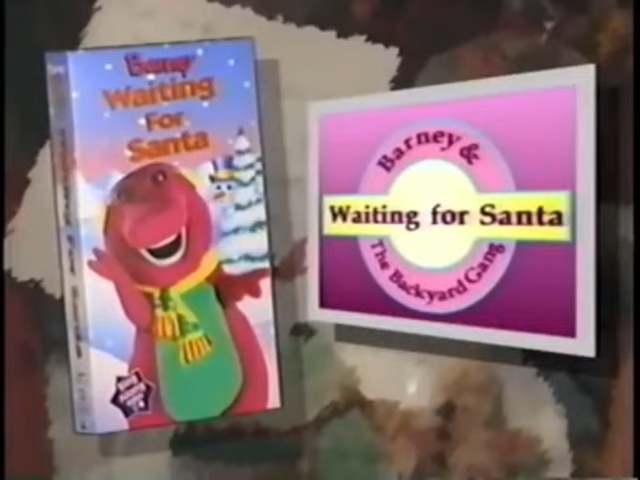 Barney
Waiting
For
Santa
Barney &
Waiting for Santa
The Backyard Gang